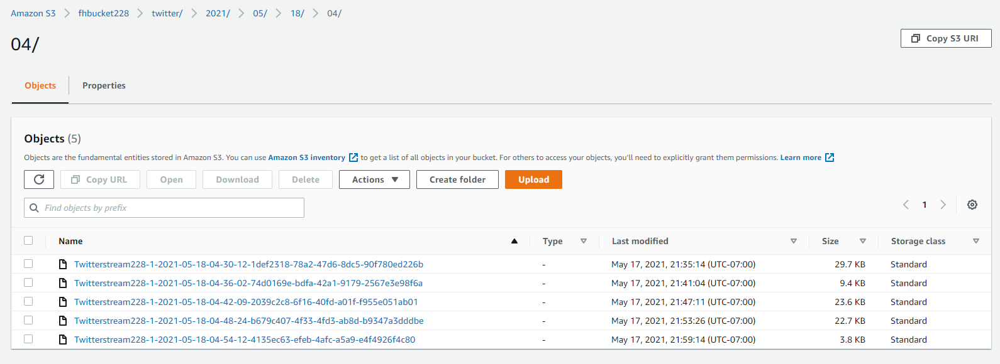 Amazon S3 > fhbucket228 > twitter/ > 2021/ > 05/ > 18/ > 04/
04/
Copy S3 URI
Objects Properties
Objects (5)
Objects are the fundamental entities stored in Amazon S3. You can use Amazon S3 inventory to get a list of all objects in your bucket. For others to access your objects, you'll need to explicitly grant them permissions. Learn more
Copy URL Open Download Delete Actions Create folder Upload
Find objects by prefix
1
Name Type Last modified Size Storage class
Twitterstream228-1-2021-05-18-04-30-12-1def2318-78a2-47d6-8dc5-90f780ed226b - May 17, 2021, 21:35:14 (UTC-07:00) 29.7 KB Standard
Twitterstream228-1-2021-05-18-04-36-02-74d0169e-bdfa-42a1-9179-2567e3e98f6a - May 17, 2021, 21:41:04 (UTC-07:00) 9.4 KB Standard
Twitterstream228-1-2021-05-18-04-42-09-2039c2c8-6f16-40fd-a01f-f955e051ab01 - May 17, 2021, 21:47:11 (UTC-07:00) 23.6 KB Standard
Twitterstream228-1-2021-05-18-04-48-24-b679c407-4f33-4fd3-ab8d-b9347a3dddbe - May 17, 2021, 21:53:26 (UTC-07:00) 22.7 KB Standard
Twitterstream228-1-2021-05-18-04-54-12-4135ec63-efeb-4afc-a5a9-e4f4926f4c80 - May 17, 2021, 21:59:14 (UTC-07:00) 3.8 KB Standard